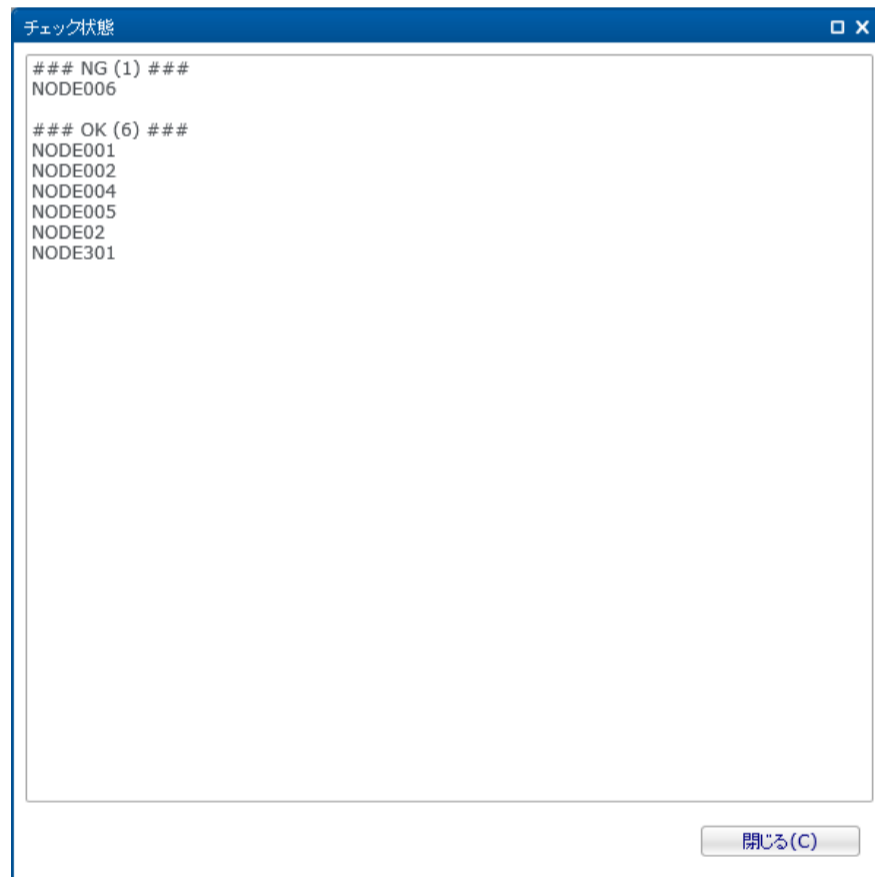 チェック状態
### NG (1) ###
NODE006
### OK (6) ###
NODE001
NODE002
NODE004
NODE005
NODE02
NODE301
閉じる(C)